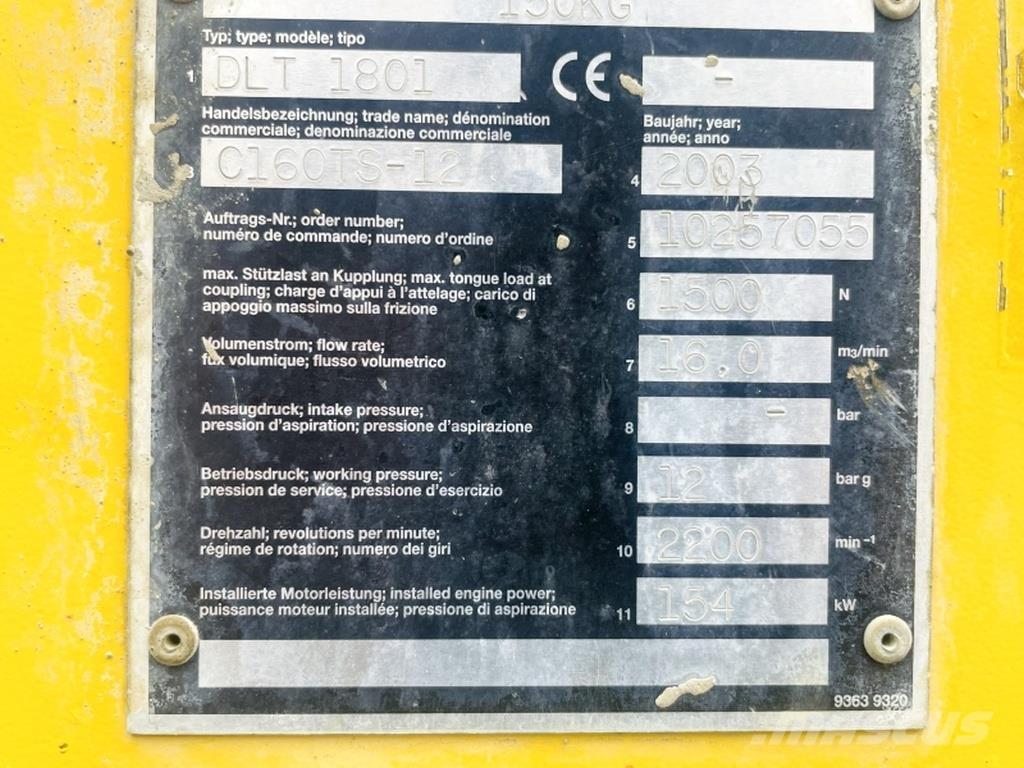 150KG
Typ; type; modèle; tipo
1 DLT 1801 CE -
Handelsbezeichnung; trade name; dénomination
commerciale; denominazione commerciale
3 C160TS-12
Baujahr; year;
année; anno
4 2003
Auftrags-Nr.; order number;
numéro de commande; numero d'ordine
5 10257055
max. Stützlast an Kupplung; max. tongue load at
coupling; charge d'appui à l'attelage; carico di
appoggio massimo sulla frizione
6 1500 N
Volumenstrom; flow rate;
flux volumique; flusso volumetrico
7 16,0 m3/min
Ansaugdruck; intake pressure;
pression d'aspiration; pressione d'aspirazione
8 - bar
Betriebsdruck; working pressure;
pression de service; pressione d'esercizio
9 12 bar g
Drehzahl; revolutions per minute;
régime de rotation; numero dei giri
10 2200 min-1
Installierte Motorleistung; installed engine power;
puissance moteur installée; pressione di aspirazione
11 154 kW
9363 9320
MASCUS